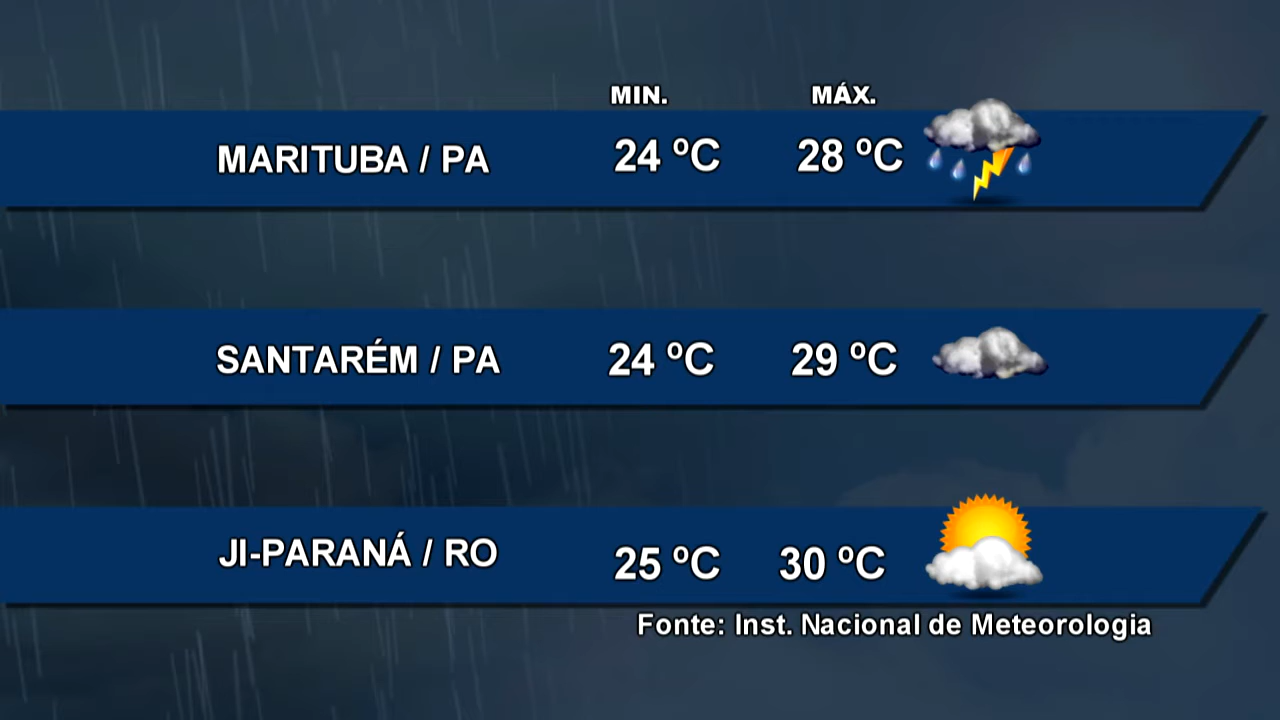 MIN. MÁX.
MARITUBA / PA 24 ºC 28 ºC
SANTARÉM / PA 24 ºC 29 ºC
JI-PARANÁ / RO 25 ºC 30 ºC
Fonte: Inst. Nacional de Meteorologia